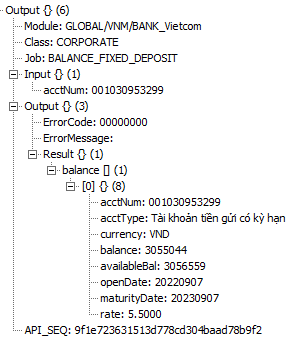 Output {} (6)
Module: GLOBAL/VNM/BANK_Vietcom
Class: CORPORATE
Job: BALANCE_FIXED_DEPOSIT
Input {} (1)
acctNum: 001030953299
Output {} (3)
ErrorCode: 00000000
ErrorMessage:
Result {} (1)
balance [] (1)
[0] {} (8)
acctNum: 001030953299
acctType: Tài khoản tiền gửi có kỳ hạn
currency: VND
balance: 3055044
availableBal: 3056559
openDate: 20220907
maturityDate: 20230907
rate: 5.5000
API_SEQ: 9f1e723631513d778cd304baad78b9f2